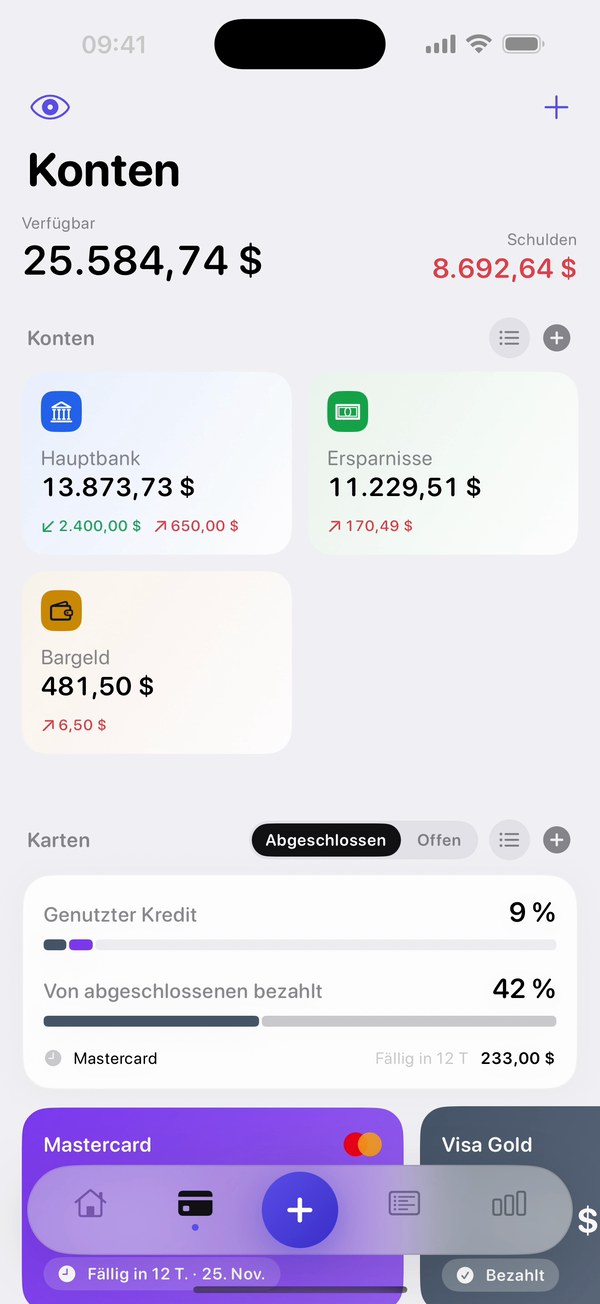 09:41
Konten
Verfügbar
25.584,74 $
Schulden
8.692,64 $
Konten
Hauptbank
13.873,73 $
2.400,00 $ 650,00 $
Ersparnisse
11.229,51 $
170,49 $
Bargeld
481,50 $
6,50 $
Karten
Abgeschlossen Offen
Genutzter Kredit 9 %
Von abgeschlossenen bezahlt 42 %
Mastercard Fällig in 12 T 233,00 $
Mastercard
Fällig in 12 T. · 25. Nov.
Visa Gold
$
Bezahlt